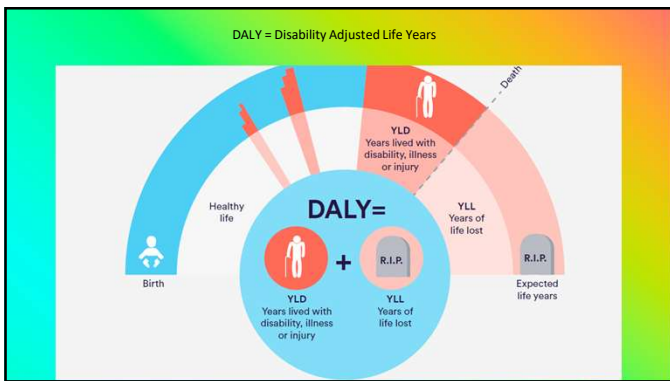 DALY = Disability Adjusted Life Years
Death
YLD
Years lived with
disability, illness
or injury
Healthy
life
YLL
Years of
life lost
DALY=
R.I.P.
Birth
Expected
life years
+
R.I.P.
YLD
Years lived with
disability, illness
or injury
YLL
Years of
life lost